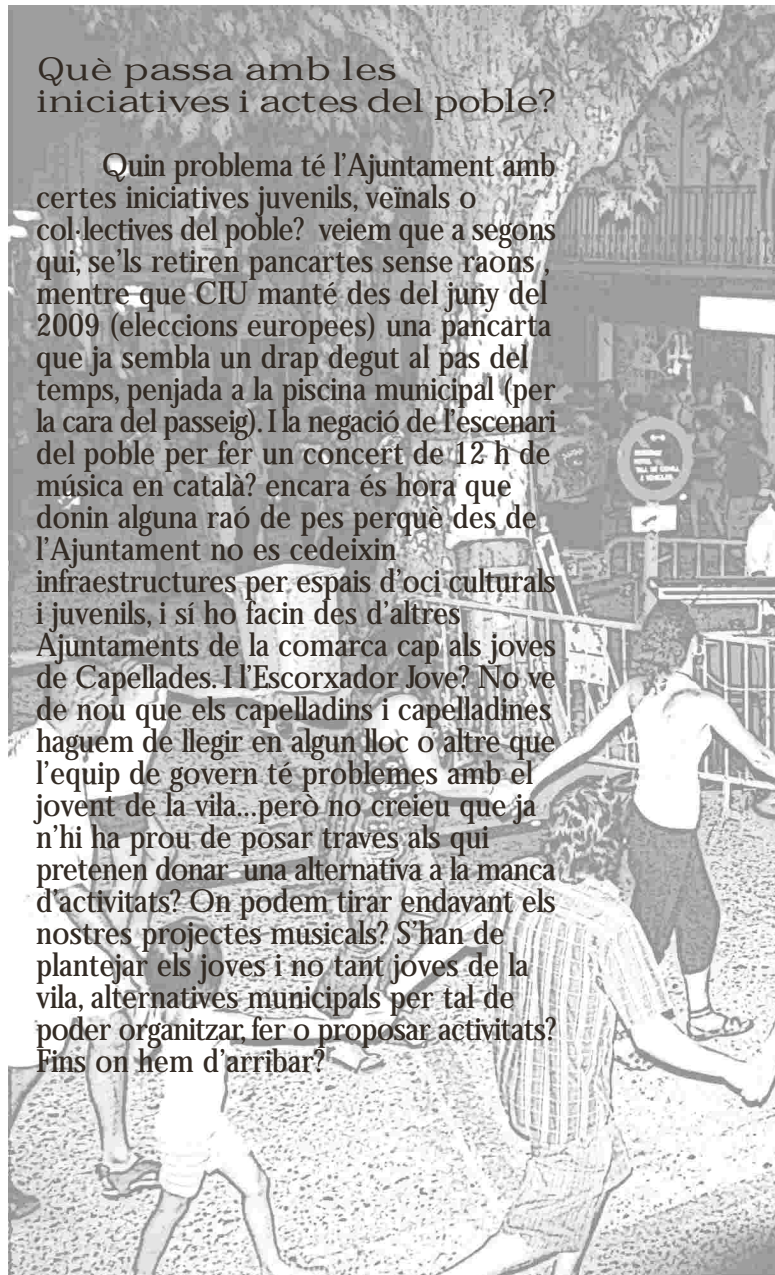 Què passa amb les
iniciatives i actes del poble?
Quin problema té l'Ajuntament amb
certes iniciatives juvenils, veïnals o
col·lectives del poble? veiem que a segons
qui, se'ls retiren pancartes sense raons ,
mentre que CIU manté des del juny del
2009 (eleccions europees) una pancarta
que ja sembla un drap degut al pas del
temps, penjada a la piscina municipal (per
la cara del passeig). I la negació de l'escenari
del poble per fer un concert de 12 h de
música en català? encara és hora que
donin alguna raó de pes perquè des de
l'Ajuntament no es cedeixin
infraestructures per espais d'oci culturals
i juvenils, i sí ho facin des d'altres
Ajuntaments de la comarca cap als joves
de Capellades. I l'Escorxador Jove? No ve
de nou que els capelladins i capelladines
haguem de llegir en algun lloc o altre que
l'equip de govern té problemes amb el
jovent de la vila...però no creieu que ja
n'hi ha prou de posar traves als qui
pretenen donar una alternativa a la manca
d'activitats? On podem tirar endavant els
nostres projectes musicals? S'han de
plantejar els joves i no tant joves de la
vila, alternatives municipals per tal de
poder organitzar, fer o proposar activitats?
Fins on hem d'arribar?